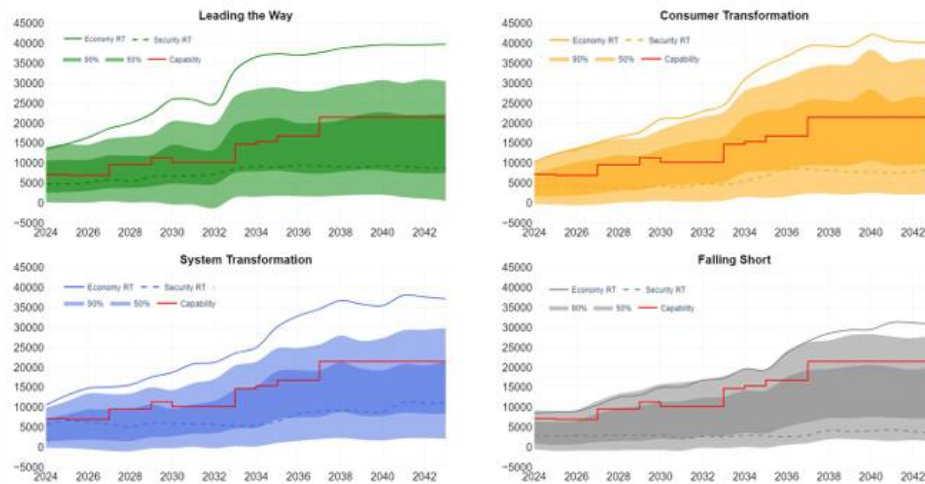 Leading the Way
45000
40000
35000
30000
25000
20000
15000
10000
5000
0
−5000
Economy RT
Security RT
90%
50%
Capability
2024 2026 2028 2030 2032 2034 2036 2038 2040 2042
Consumer Transformation
45000
40000
35000
30000
25000
20000
15000
10000
5000
0
−5000
Economy RT
Security RT
90%
50%
Capability
2024 2026 2028 2030 2032 2034 2036 2038 2040 2042
System Transformation
45000
40000
35000
30000
25000
20000
15000
10000
5000
0
−5000
Economy RT
Security RT
90%
50%
Capability
2024 2026 2028 2030 2032 2034 2036 2038 2040 2042
Falling Short
45000
40000
35000
30000
25000
20000
15000
10000
5000
0
−5000
Economy RT
Security RT
90%
50%
Capability
2024 2026 2028 2030 2032 2034 2036 2038 2040 2042